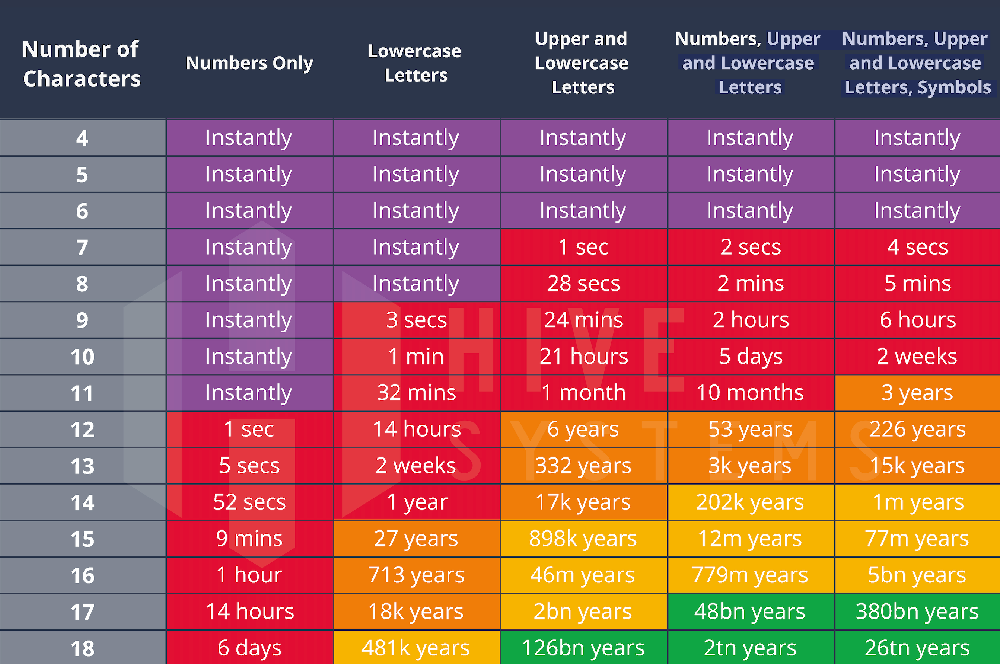 Number of Characters | Numbers Only | Lowercase Letters | Upper and Lowercase Letters | Numbers, Upper and Lowercase Letters | Numbers, Upper and Lowercase Letters, Symbols
4 Instantly Instantly Instantly Instantly Instantly
5 Instantly Instantly Instantly Instantly Instantly
6 Instantly Instantly Instantly Instantly Instantly
7 Instantly Instantly 1 sec 2 secs 4 secs
8 Instantly Instantly 28 secs 2 mins 5 mins
9 Instantly 3 secs 24 mins 2 hours 6 hours
10 Instantly 1 min 21 hours 5 days 2 weeks
11 Instantly 32 mins 1 month 10 months 3 years
12 1 sec 14 hours 6 years 53 years 226 years
13 5 secs 2 weeks 332 years 3k years 15k years
14 52 secs 1 year 17k years 202k years 1m years
15 9 mins 27 years 898k years 12m years 77m years
16 1 hour 713 years 46m years 779m years 5bn years
17 14 hours 18k years 2bn years 48bn years 380bn years
18 6 days 481k years 126bn years 2tn years 26tn years
HIVE
SYSTEMS